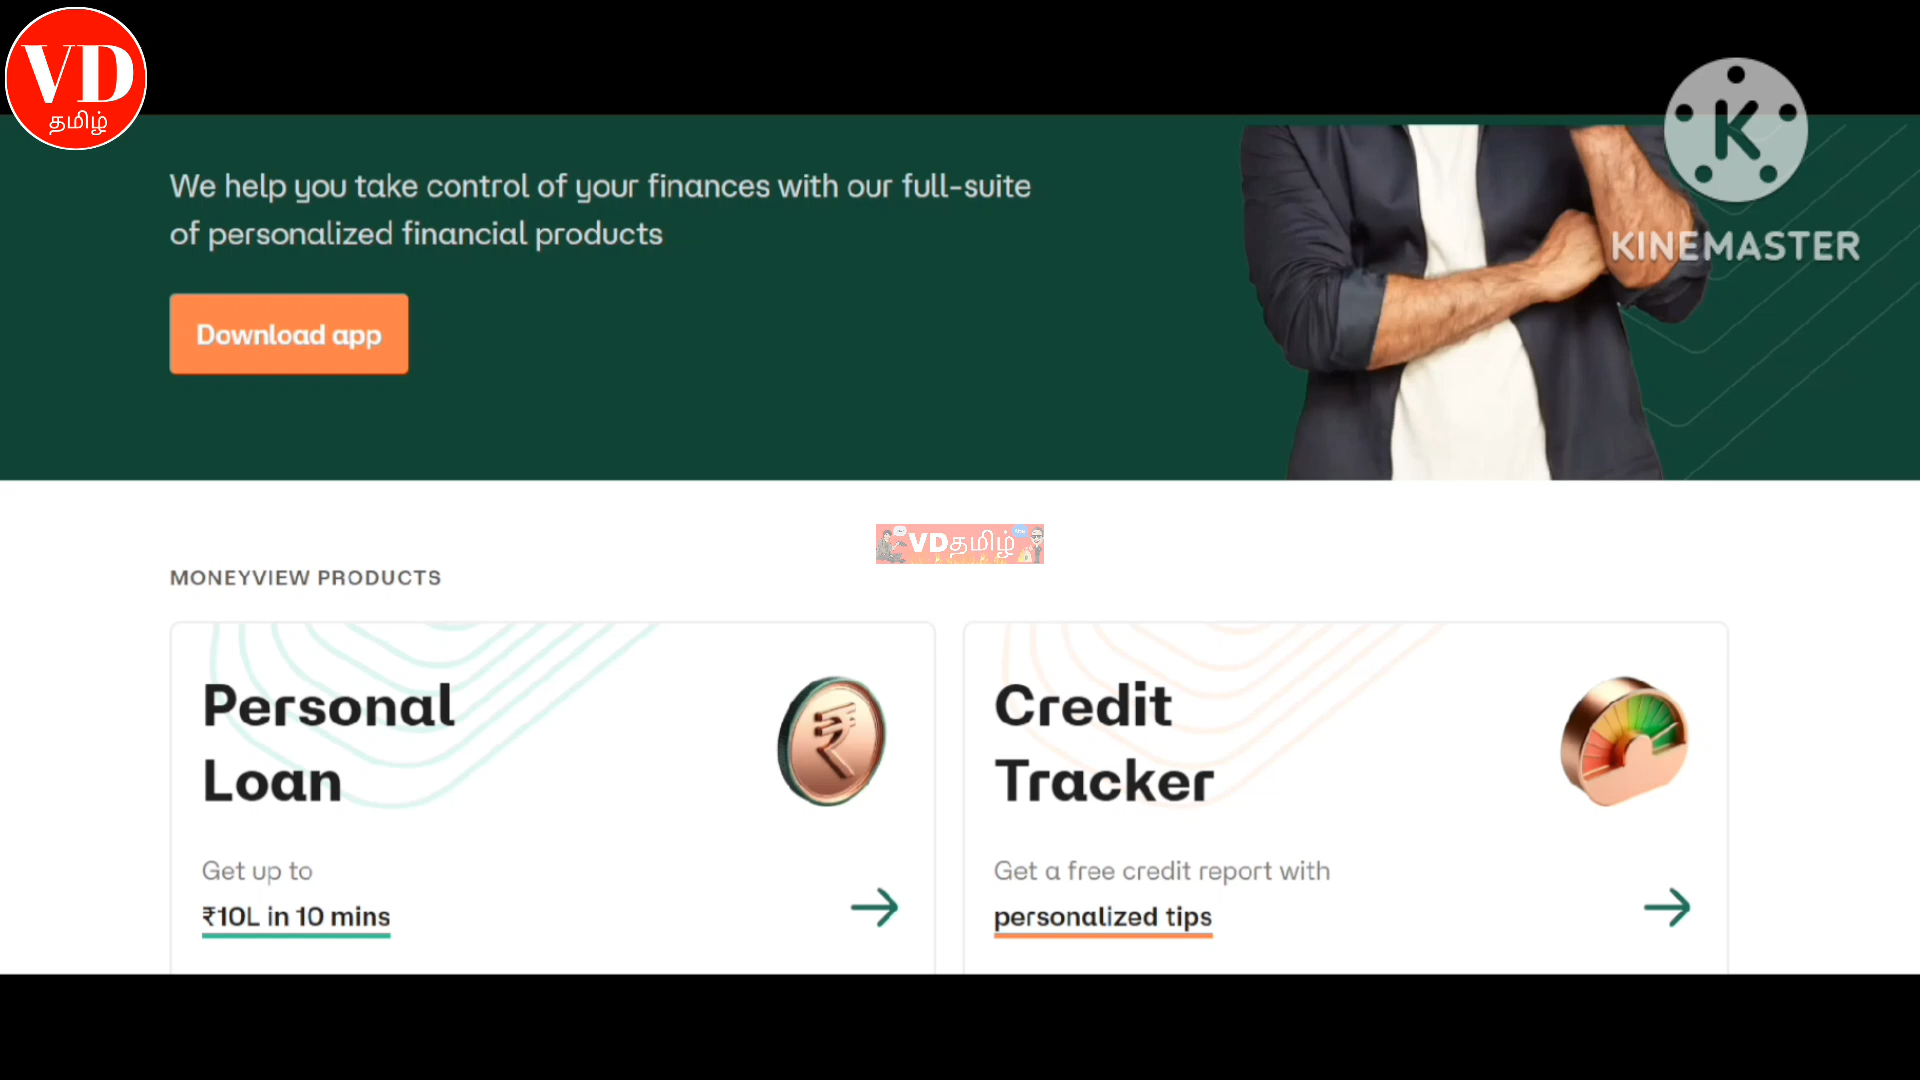 VD
தமிழ்
KINEMASTER
We help you take control of your finances with our full-suite
of personalized financial products
Download app
VDதமிழ்
MONEYVIEW PRODUCTS
Personal
Loan
Get up to
₹10L in 10 mins
Credit
Tracker
Get a free credit report with
personalized tips